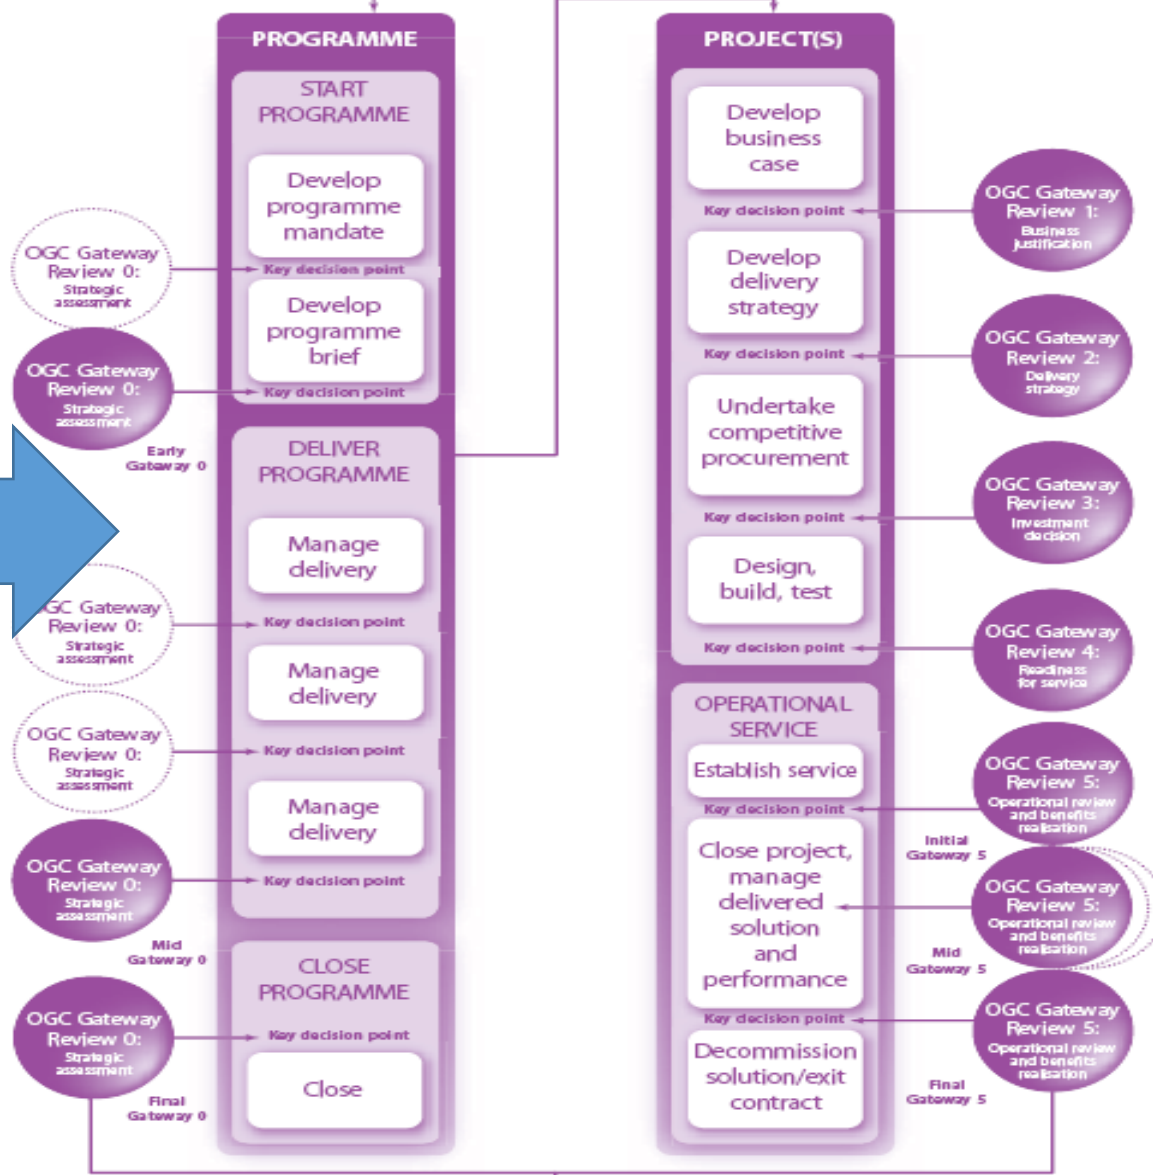 PROGRAMME
START
PROGRAMME
Develop
programme
mandate
OGC Gateway
Review 0:
Strategic
assessment
Key decision point
Develop
programme
brief
OGC Gateway
Review 0:
Strategic
assessment
Key decision point
Early
Gateway 0
DELIVER
PROGRAMME
Manage
delivery
OGC Gateway
Review 0:
Strategic
assessment
Key decision point
Manage
delivery
OGC Gateway
Review 0:
Strategic
assessment
Key decision point
Manage
delivery
OGC Gateway
Review 0:
Strategic
assessment
Key decision point
Mid
Gateway 0
CLOSE
PROGRAMME
OGC Gateway
Review 0:
Strategic
assessment
Key decision point
Close
Final
Gateway 0
PROJECT(S)
Develop
business
case
Key decision point
OGC Gateway
Review 1:
Business
justification
Develop
delivery
strategy
Key decision point
OGC Gateway
Review 2:
Delivery
strategy
Undertake
competitive
procurement
Key decision point
OGC Gateway
Review 3:
Investment
decision
Design,
build, test
Key decision point
OGC Gateway
Review 4:
Readiness
for service
OPERATIONAL
SERVICE
Establish service
Key decision point
OGC Gateway
Review 5:
Operational review
and benefits
realisation
Initial
Gateway 5
Close project,
manage
delivered
solution
and
performance
OGC Gateway
Review 5:
Operational review
and benefits
realisation
Mid
Gateway 5
Key decision point
OGC Gateway
Review 5:
Operational review
and benefits
realisation
Decommission
solution/exit
contract
Final
Gateway 5